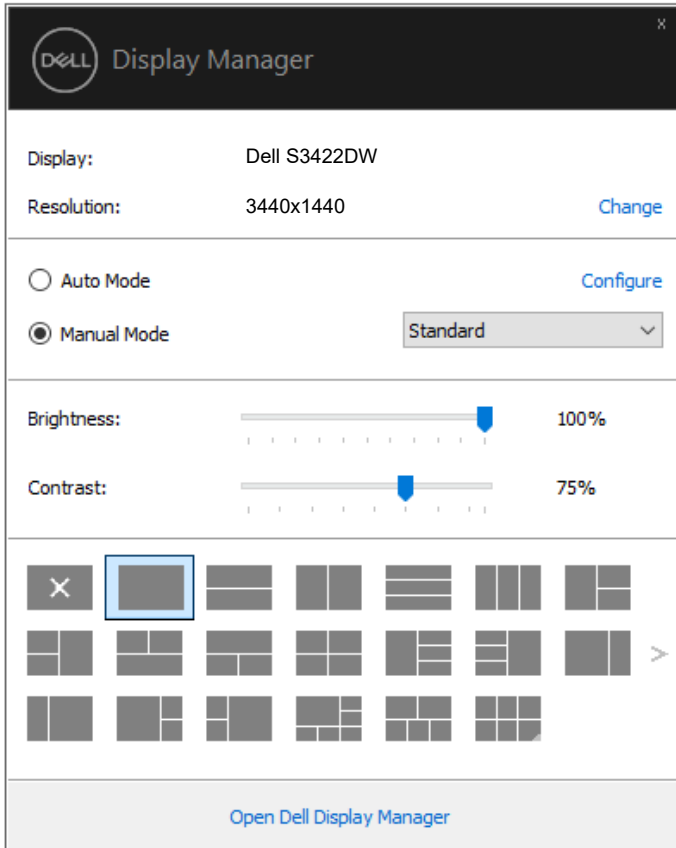 x
DELL Display Manager
Display: Dell S3422DW
Resolution: 3440x1440 Change
Auto Mode Configure
Manual Mode Standard
Brightness: 100%
Contrast: 75%
Open Dell Display Manager